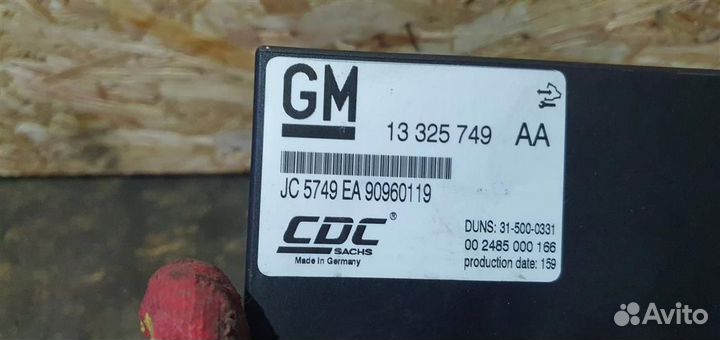 GM
13 325 749 AA
JC 5749 EA 90960119
CDC®
SACHS
Made in Germany
DUNS: 31-500-0331
00 2485 000 166
production date: 159
Avito